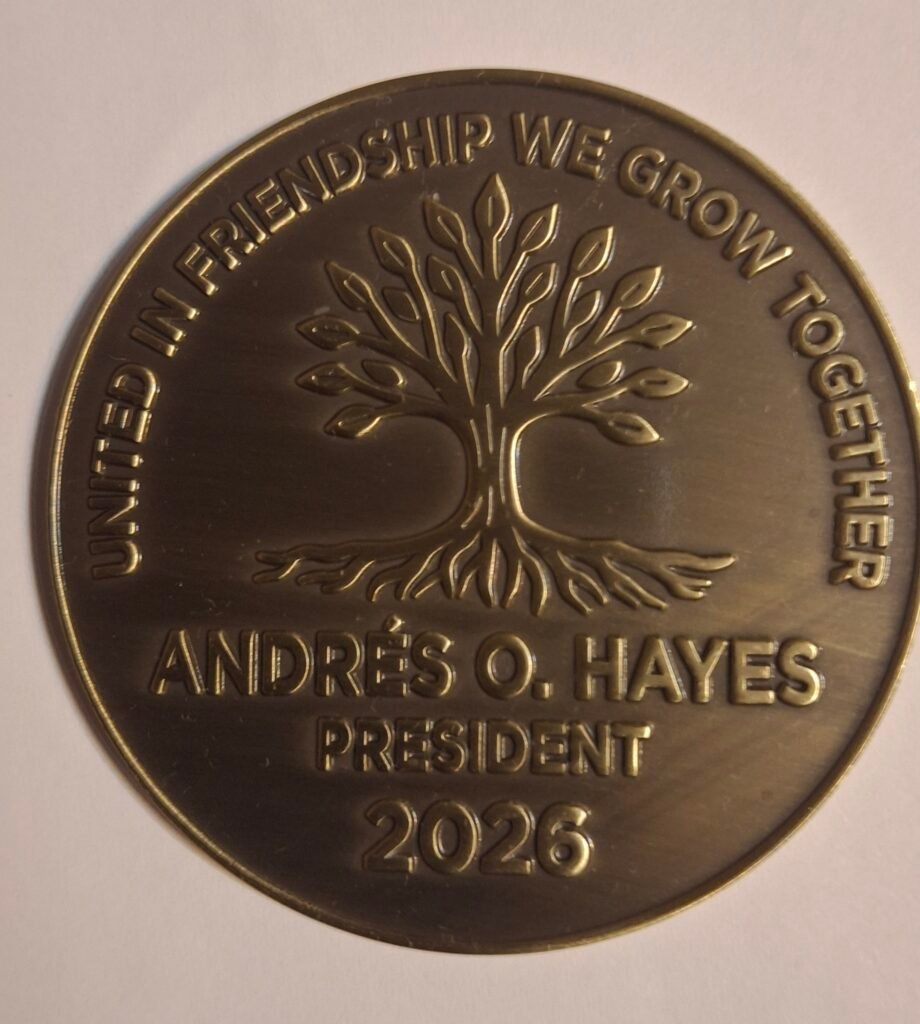 UNITED IN FRIENDSHIP WE GROW TOGETHER
ANDRÉS O. HAYES
PRESIDENT
2026